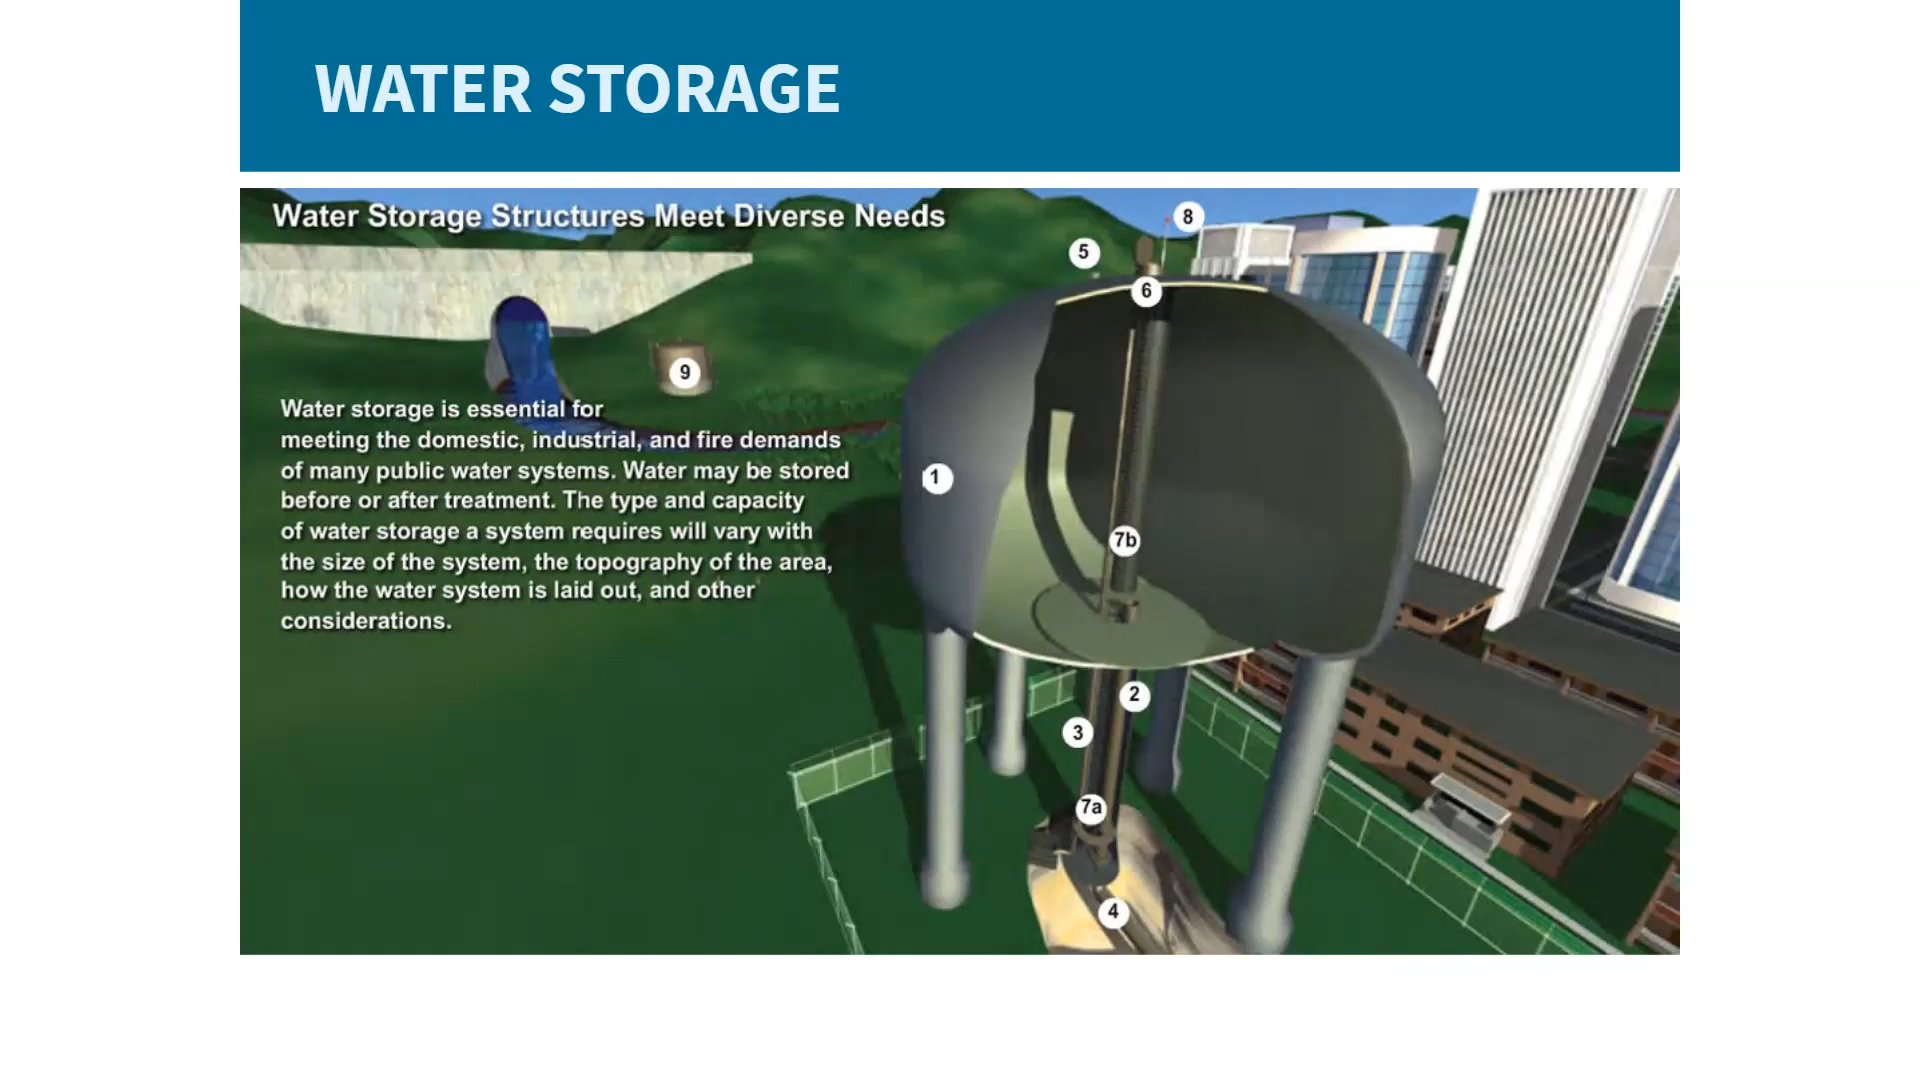 WATER STORAGE
Water Storage Structures Meet Diverse Needs
8
5
6
9
Water storage is essential for
meeting the domestic, industrial, and fire demands
of many public water systems. Water may be stored
before or after treatment. The type and capacity
of water storage a system requires will vary with
the size of the system, the topography of the area,
how the water system is laid out, and other
considerations.
1
7b
2
3
7a
4